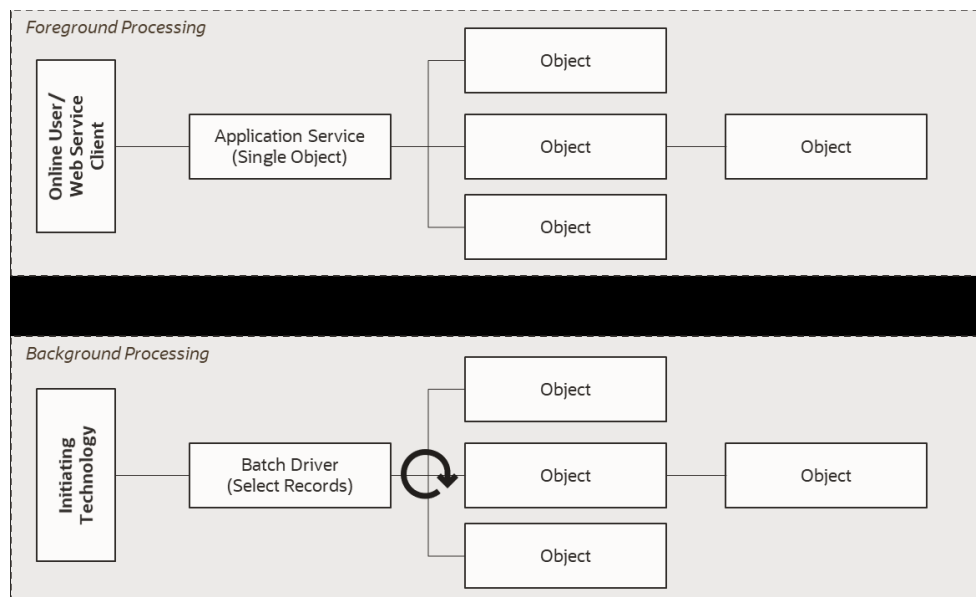 Foreground Processing
Online User/
Web Service
Client
Application Service
(Single Object)
Object
Object
Object
Object
Background Processing
Initiating
Technology
Batch Driver
(Select Records)
Object
Object
Object
Object